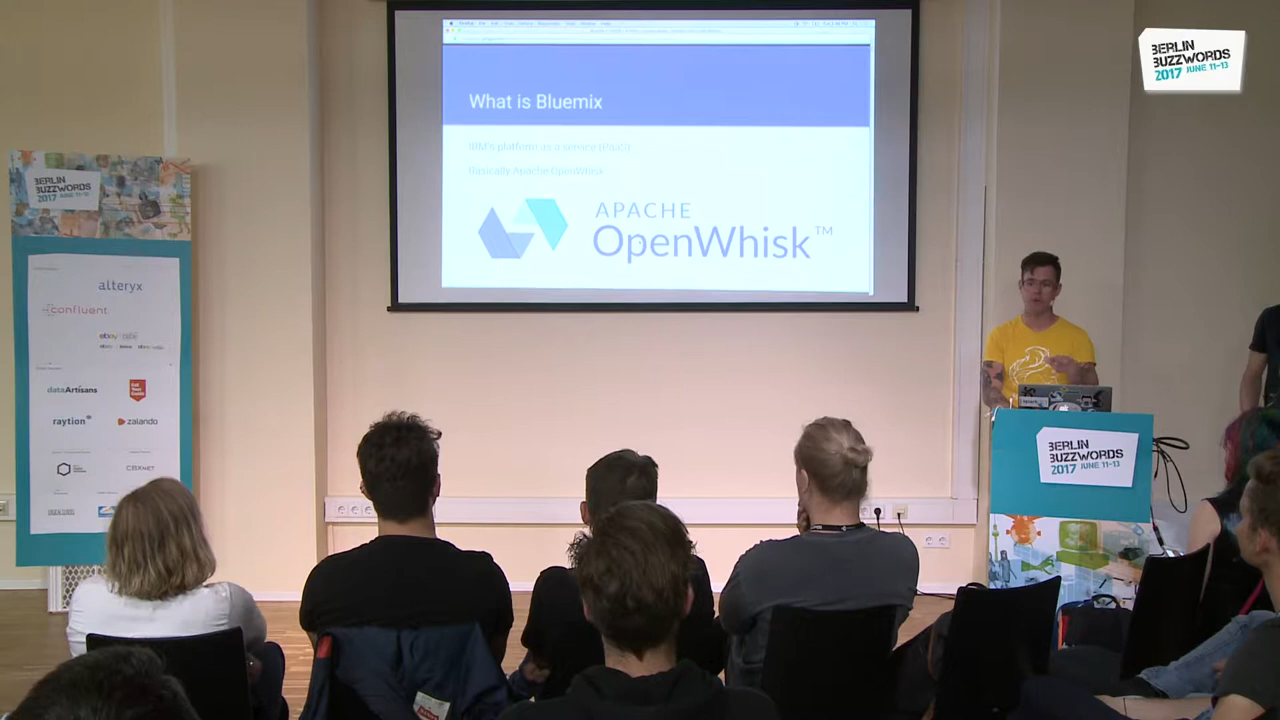 What is Bluemix
IBM's platform as a service (Paid)
Basically Apache OpenWhisk
APACHE
OpenWhisk™
BERLIN
BUZZWORDS
2017 JUNE 11-13
BERLIN
BUZZWORDS
2017 JUNE 11-13
alteryx
confluent
dataArtisans
raytion
zalando
BERLIN
BUZZWORDS
2017 JUNE 11-13